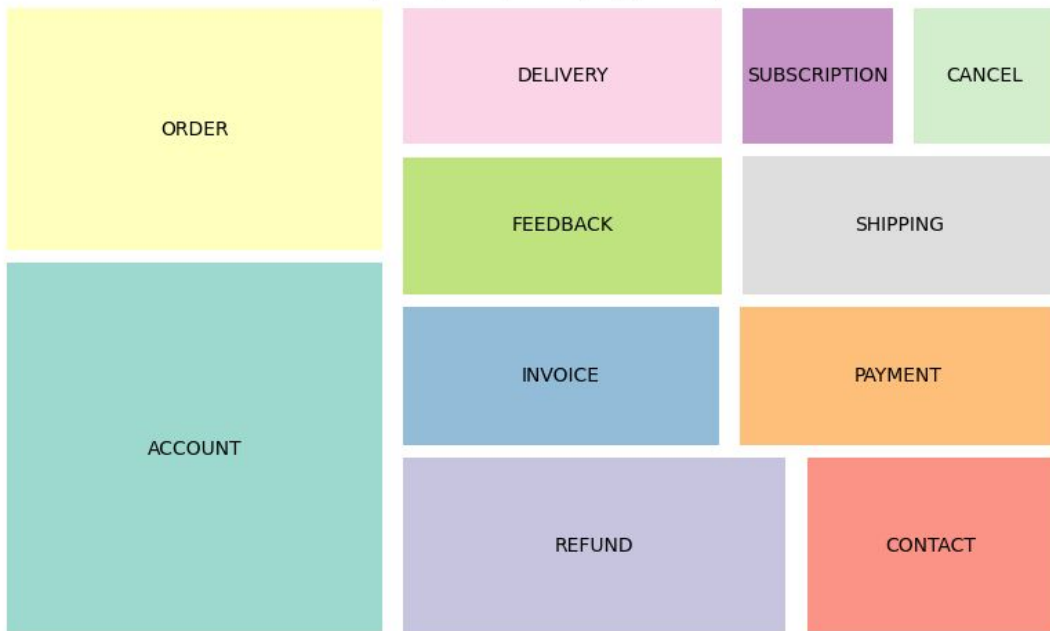 ORDER
DELIVERY
SUBSCRIPTION
CANCEL
FEEDBACK
SHIPPING
ACCOUNT
INVOICE
PAYMENT
REFUND
CONTACT